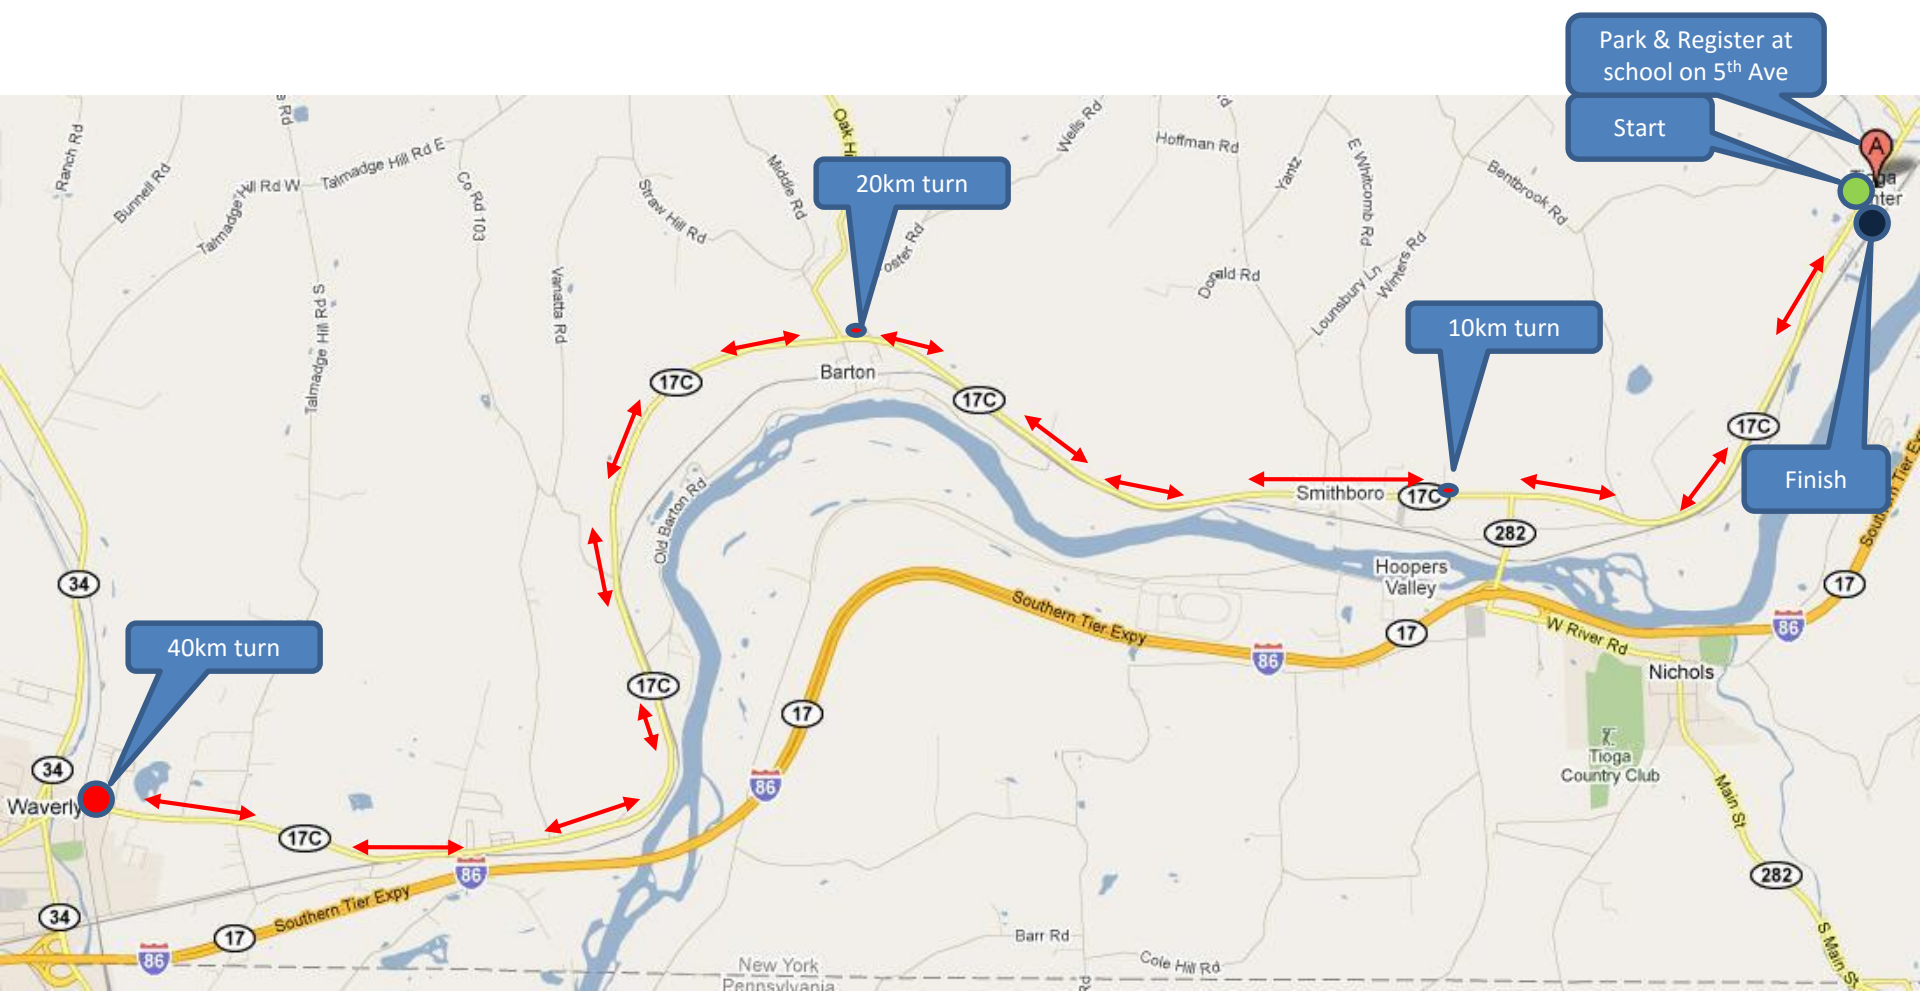 Park & Register at
school on 5th Ave
Start
A
Tioga
Hoffman Rd
Wells Rd
Ranch Rd
Bunnell Rd
Talmadge Hill Rd E
Talmadge Hill Rd W
Co Rd 103
Straw Hill Rd
Middle Rd
20km turn
Yantz
E Whitcomb Rd
Bentbrook Rd
Winters Rd
Lounsbury Ln
Donald Rd
Vanatta Rd
Talmadge Hill Rd S
10km turn
Barton
17C
17C
17C
Finish
Smithboro
17C
282
Old Barton Rd
Hoopers
Valley
34
17
86
Southern Tier Expy
17
86
W River Rd
Nichols
40km turn
17C
17
Tioga
Country Club
34
Waverly
86
17C
Main St
86
282
34
Southern Tier Expy
17
86
Barr Rd
Cole Hill Rd
S Main St
New York
Pennsylvania